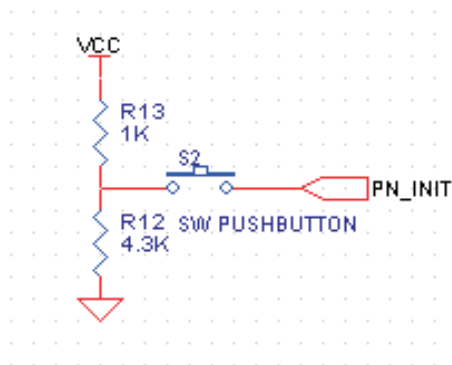 VCC
R13
1K
S2
PN_INIT
R12
SW PUSHBUTTON
4.3K